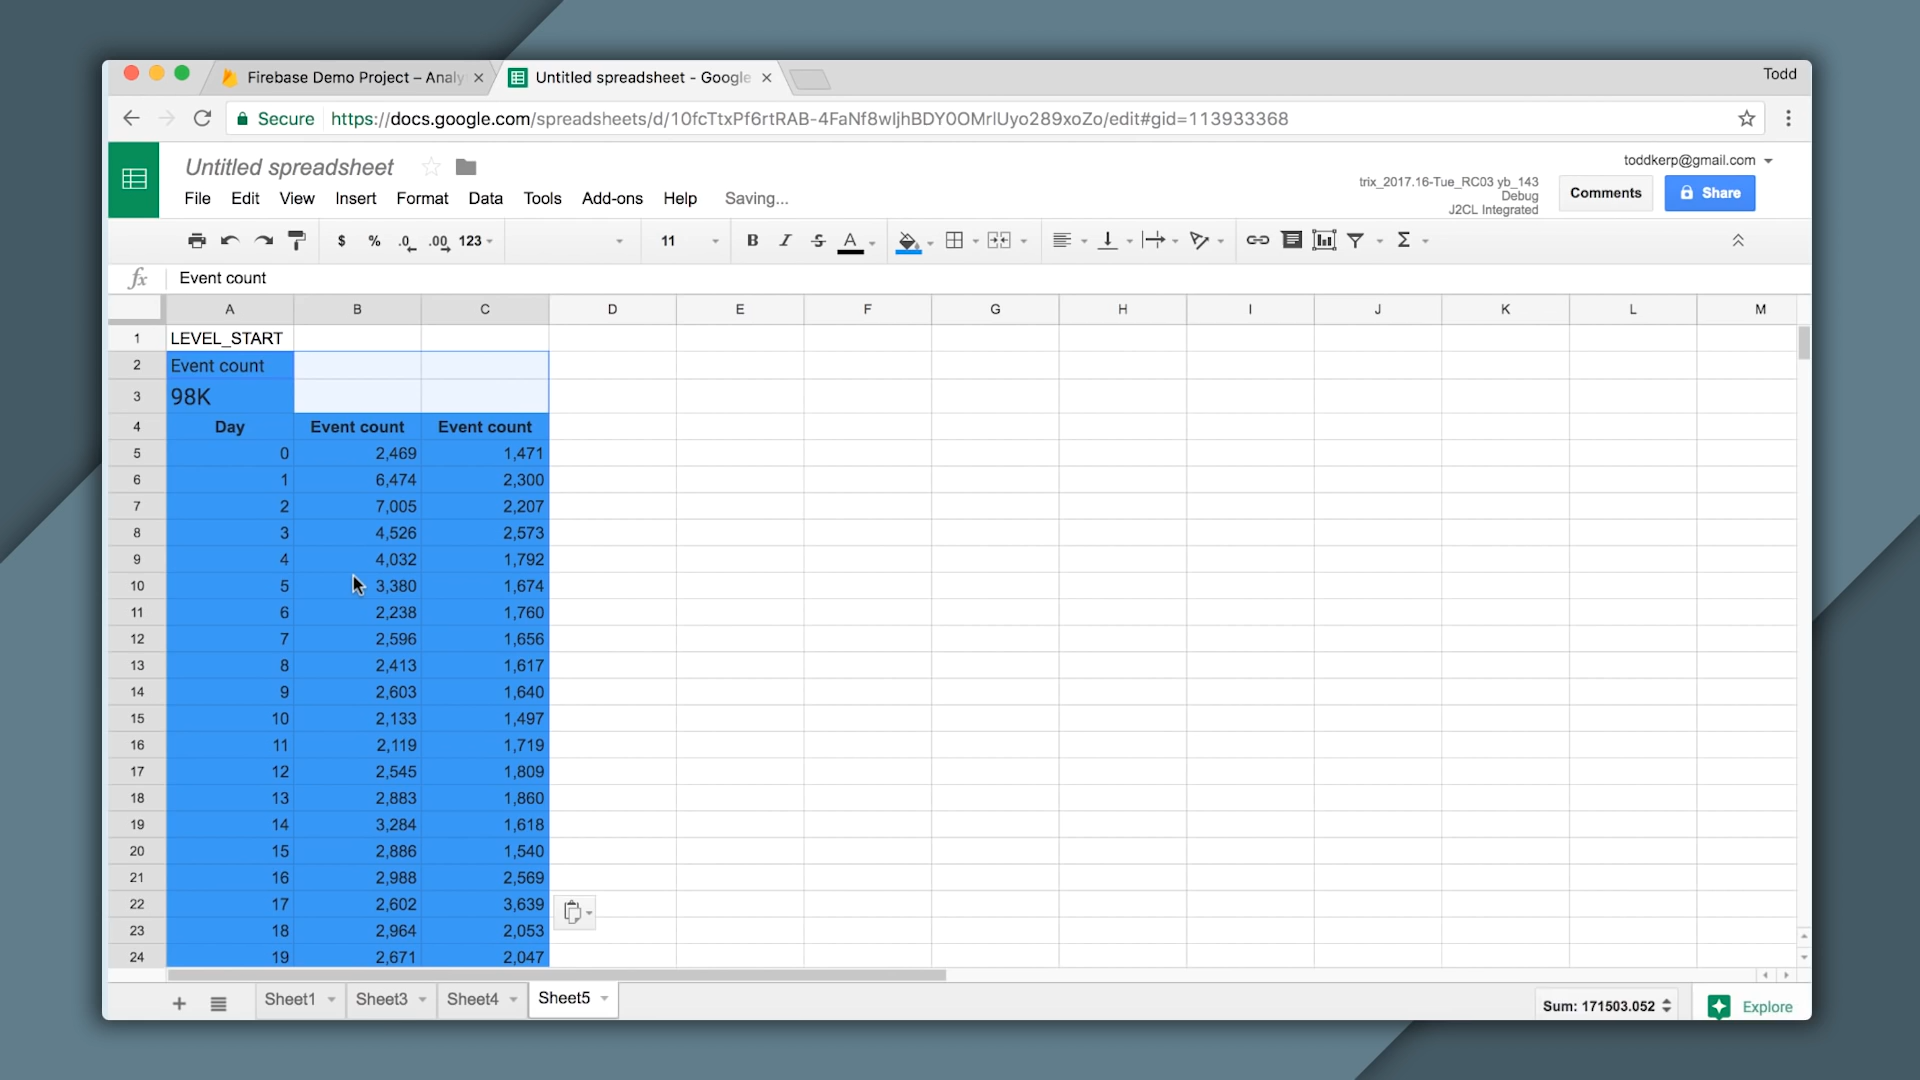 Firebase Demo Project – Analy
Untitled spreadsheet - Google
Todd
Secure https://docs.google.com/spreadsheets/d/10fcTtxPf6rtRAB-4FaNf8wIjhBDY0OMrlUyo289xoZo/edit#gid=113933368
Untitled spreadsheet
toddkerp@gmail.com
File Edit View Insert Format Data Tools Add-ons Help Saving...
trix_2017.16-Tue_RC03 yb_143
Debug
J2CL Integrated
Comments
Share
$ % .0 .00 123 11 B I S A Σ
fx Event count
A B C D E F G H I J K L M
1 LEVEL_START
2 Event count
3 98K
4 Day Event count Event count
5 0 2,469 1,471
6 1 6,474 2,300
7 2 7,005 2,207
8 3 4,526 2,573
9 4 4,032 1,792
10 5 3,380 1,674
11 6 2,238 1,760
12 7 2,596 1,656
13 8 2,413 1,617
14 9 2,603 1,640
15 10 2,133 1,497
16 11 2,119 1,719
17 12 2,545 1,809
18 13 2,883 1,860
19 14 3,284 1,618
20 15 2,886 1,540
21 16 2,988 2,569
22 17 2,602 3,639
23 18 2,964 2,053
24 19 2,671 2,047
Sheet1 Sheet3 Sheet4 Sheet5
Sum: 171503.052
Explore